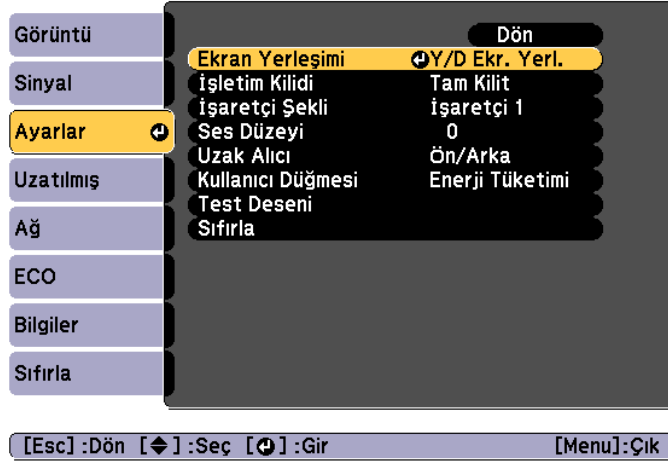 Görüntü
Sinyal
Ayarlar
Uzatılmış
Ağ
ECO
Bilgiler
Sıfırla
Dön
Ekran Yerleşimi Y/D Ekr. Yerl.
İşletim Kilidi Tam Kilit
İşaretçi Şekli İşaretçi 1
Ses Düzeyi 0
Uzak Alıcı Ön/Arka
Kullanıcı Düğmesi Enerji Tüketimi
Test Deseni
Sıfırla
[Esc]:Dön [◆]:Seç [↵]:Gir [Menu]:Çık